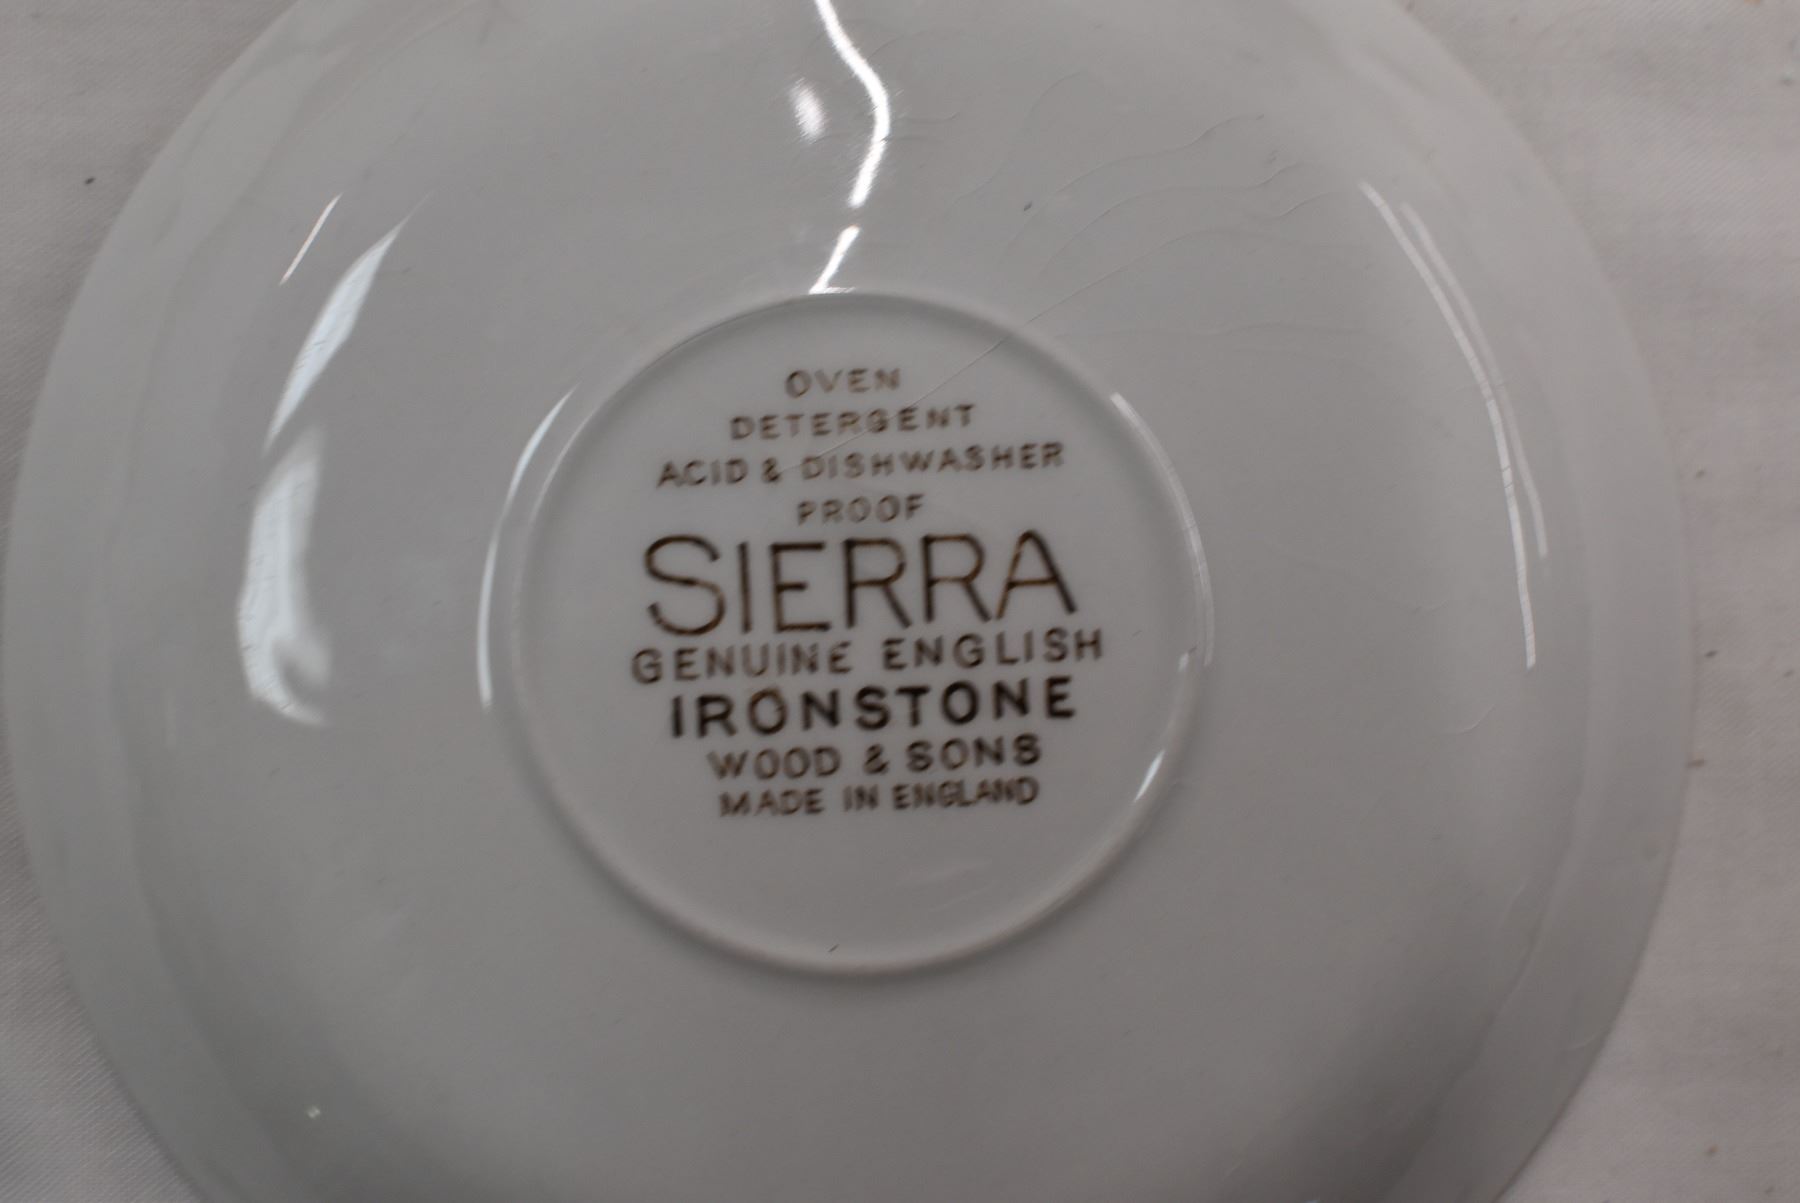 OVEN
DETERGENT
ACID & DISHWASHER
PROOF
SIERRA
GENUINE ENGLISH
IRONSTONE
WOOD & SONS
MADE IN ENGLAND